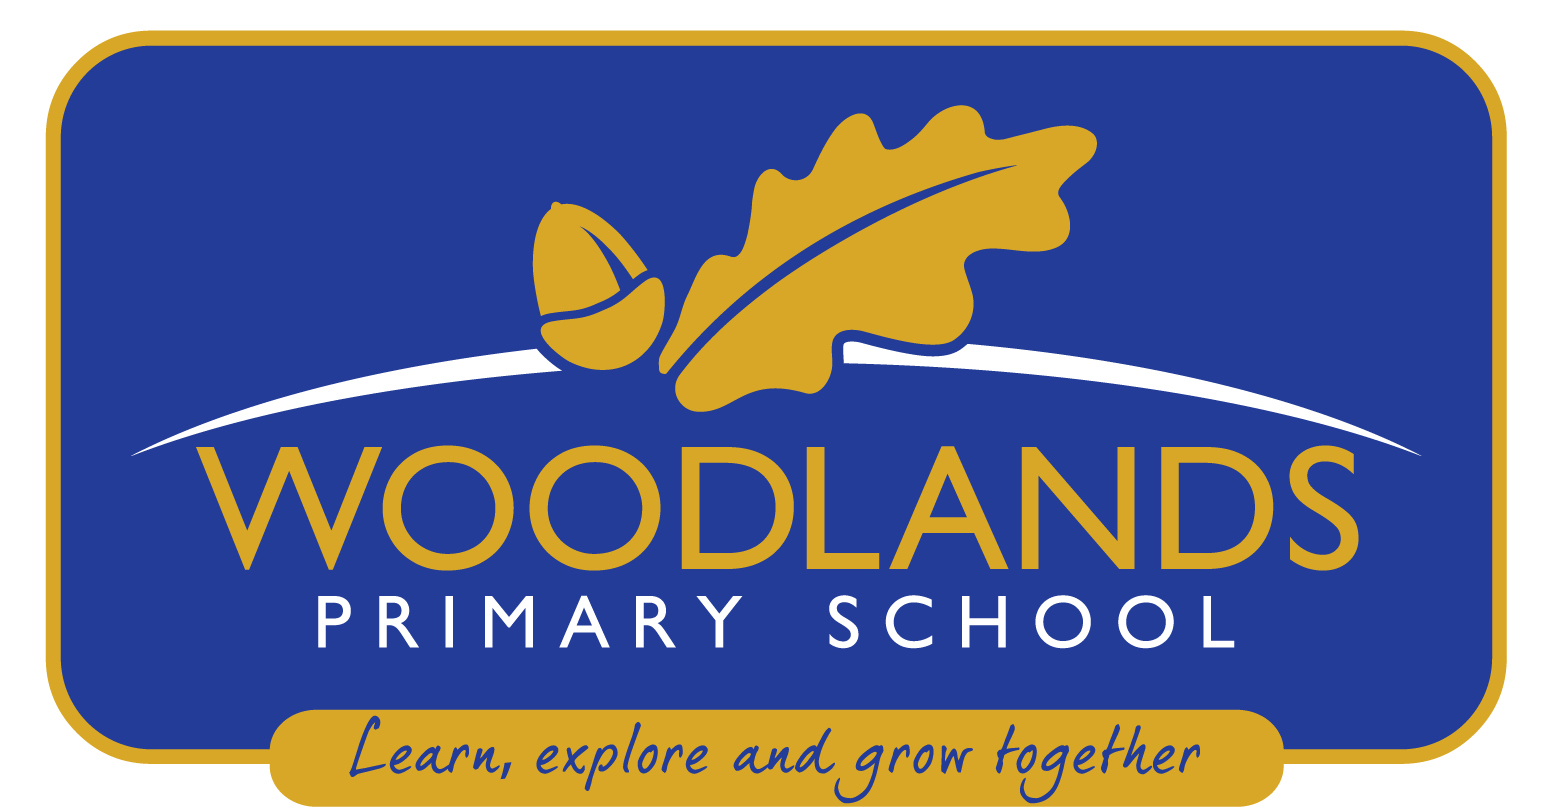 WOODLANDS
PRIMARY SCHOOL
Learn, explore and grow together